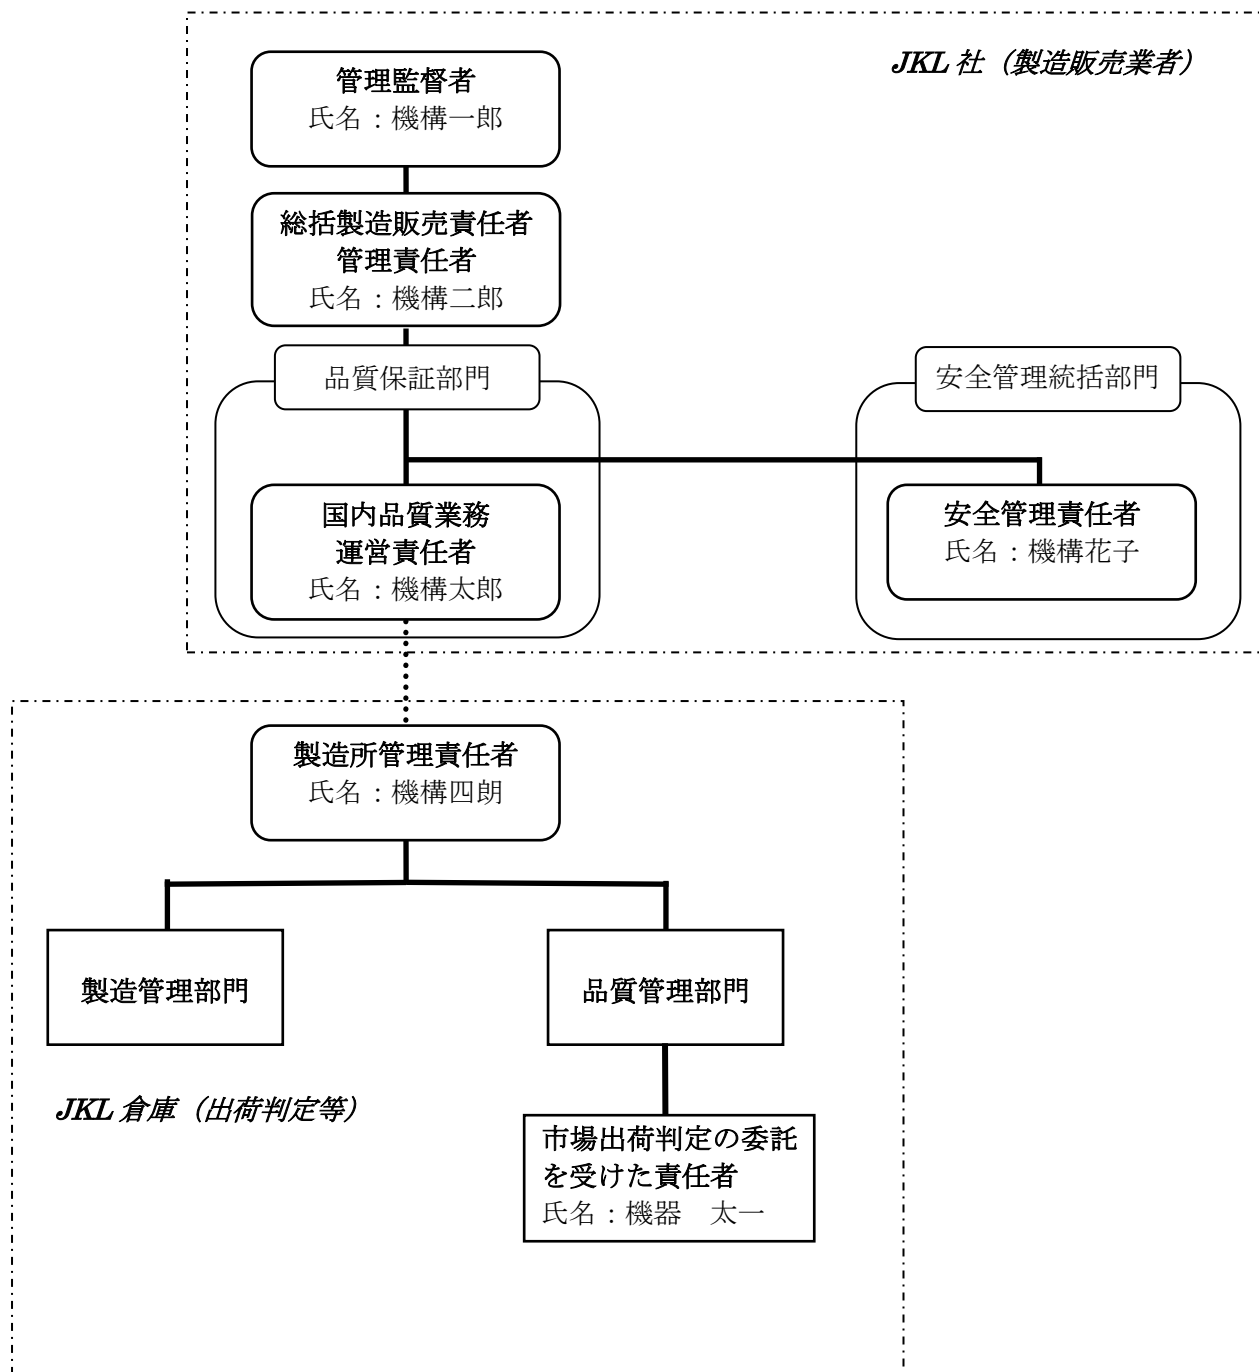 JKL 社（製造販売業者）
管理監督者
氏名：機構一郎
総括製造販売責任者
管理責任者
氏名：機構二郎
品質保証部門
安全管理統括部門
国内品質業務
運営責任者
氏名：機構太郎
安全管理責任者
氏名：機構花子
製造所管理責任者
氏名：機構四朗
製造管理部門
品質管理部門
JKL 倉庫（出荷判定等）
市場出荷判定の委託
を受けた責任者
氏名：機器　太一